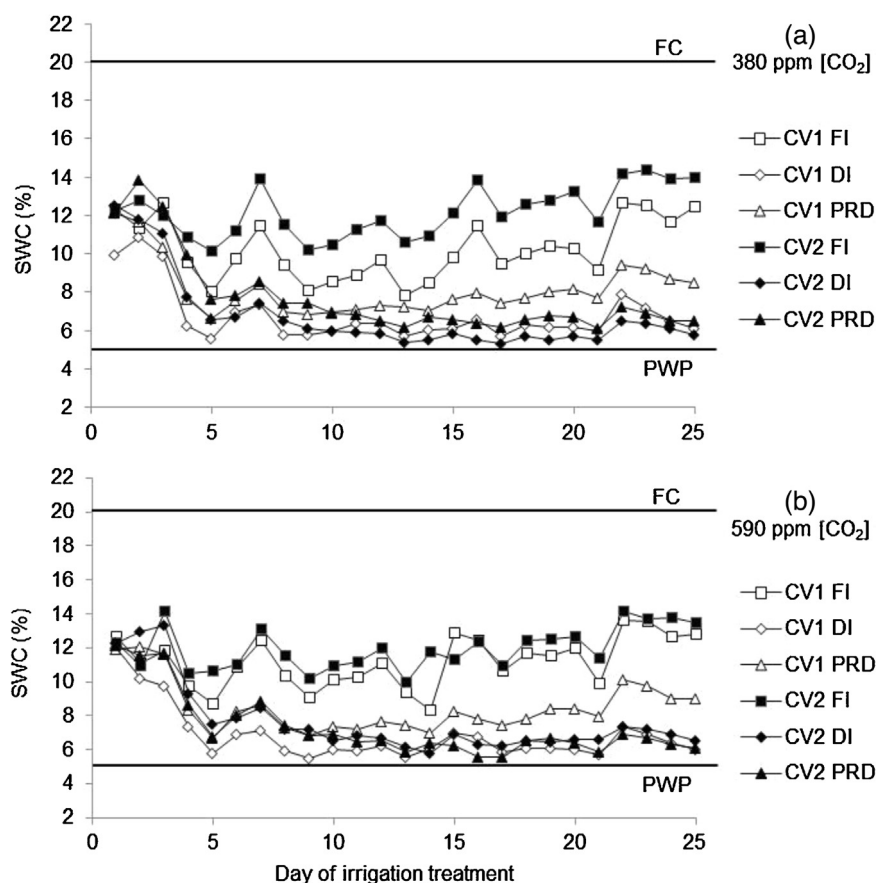 (a)
380 ppm [CO₂]
22
20
18
16
14
12
10
8
6
4
2
SWC (%)
FC
PWP
0
5
10
15
20
25
CV1 FI
CV1 DI
CV1 PRD
CV2 FI
CV2 DI
CV2 PRD
(b)
590 ppm [CO₂]
22
20
18
16
14
12
10
8
6
4
2
SWC (%)
FC
PWP
0
5
10
15
20
25
Day of irrigation treatment
CV1 FI
CV1 DI
CV1 PRD
CV2 FI
CV2 DI
CV2 PRD